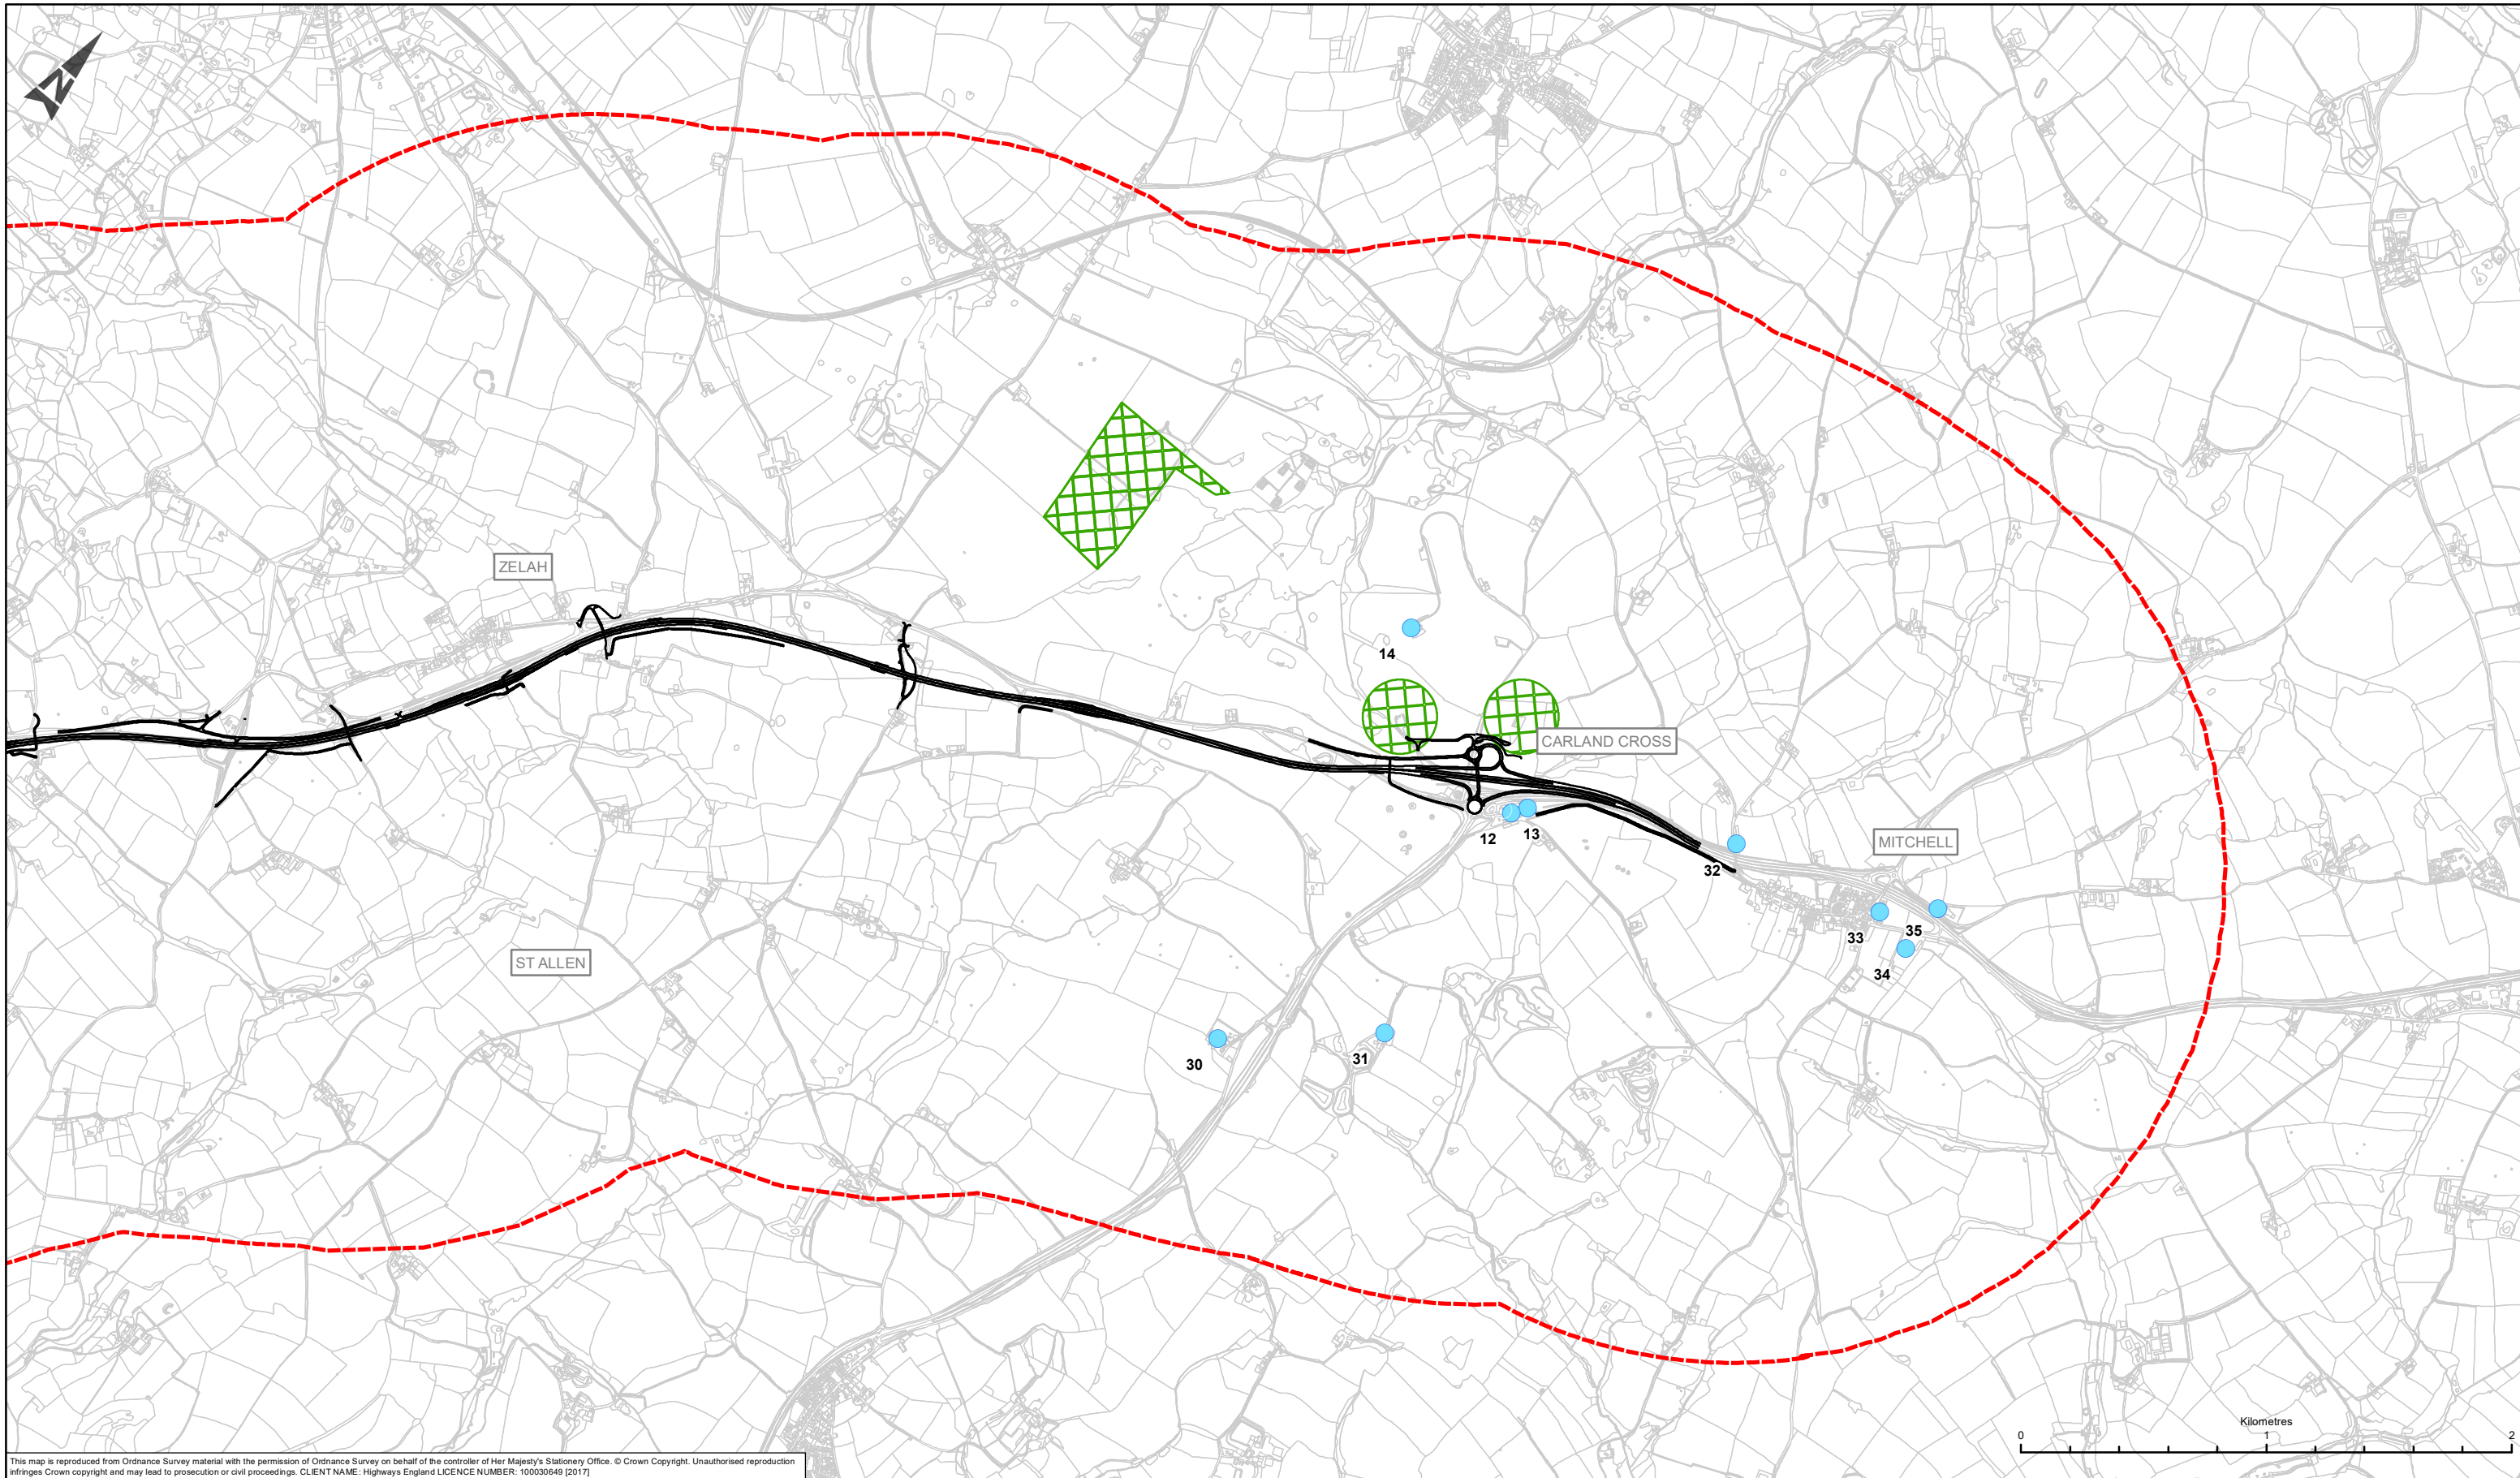 N
ZELAH
14
CARLAND CROSS
12
13
MITCHELL
32
33
35
34
ST ALLEN
30
31
Kilometres
0 1 2
This map is reproduced from Ordnance Survey material with the permission of Ordnance Survey on behalf of the controller of Her Majesty's Stationery Office. © Crown Copyright. Unauthorised reproduction
infringes Crown copyright and may lead to prosecution or civil proceedings. CLIENT NAME: Highways England LICENCE NUMBER: 100030649 [2017]